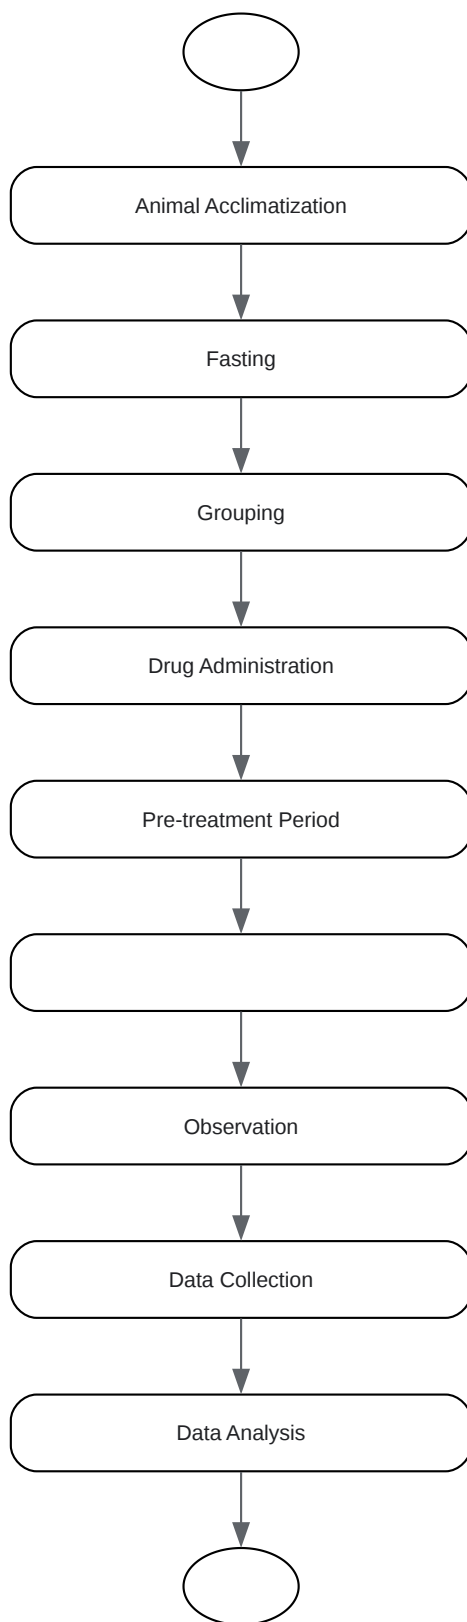 Animal Acclimatization
Fasting
Grouping
Drug Administration
Pre-treatment Period
Observation
Data Collection
Data Analysis